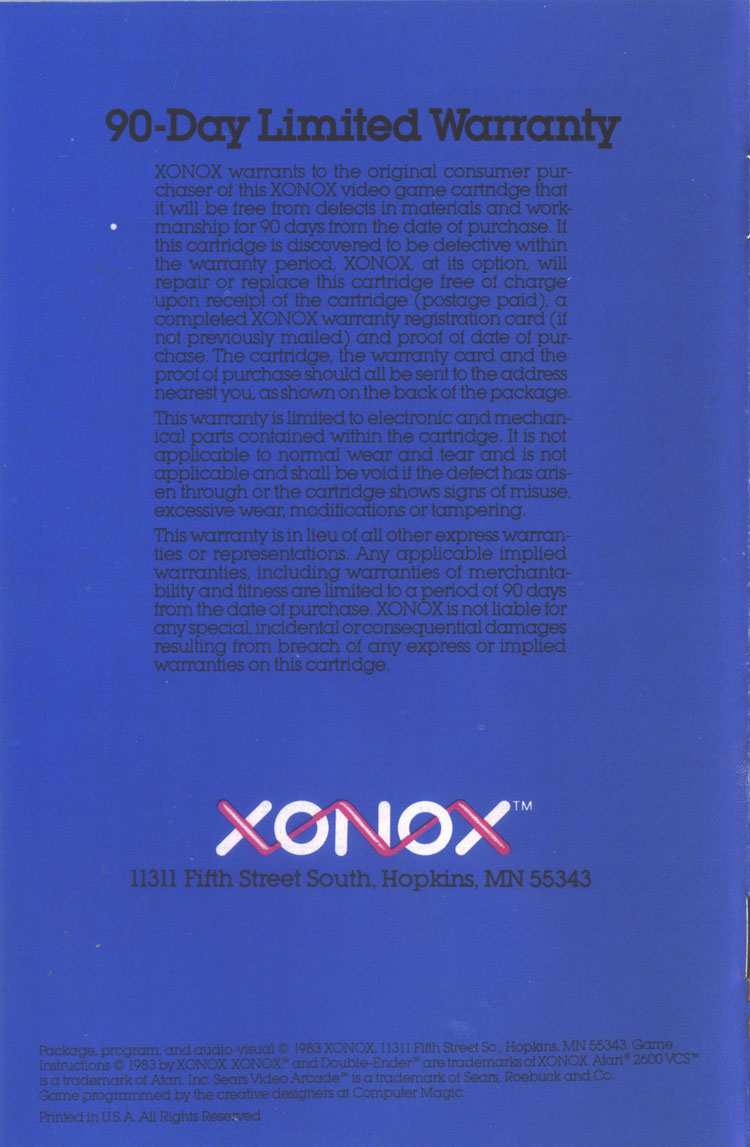 90-Day Limited Warranty
XONOX warrants to the original consumer pur-
chaser of this XONOX video game cartridge that
it will be free from defects in materials and work-
manship for 90 days from the date of purchase. If
this cartridge is discovered to be defective within
the warranty period, XONOX, at its option, will
repair or replace this cartridge free of charge
upon receipt of the cartridge (postage paid), a
completed XONOX warranty registration card (if
not previously mailed) and proof of date of pur-
chase. The cartridge, the warranty card and the
proof of purchase should all be sent to the address
nearest you, as shown on the back of the package.
This warranty is limited to electronic and mechan-
ical parts contained within the cartridge. It is not
applicable to normal wear and tear and is not
applicable and shall be void if the defect has aris-
en through or the cartridge shows signs of misuse,
excessive wear, modifications or tampering.
This warranty is in lieu of all other express warran-
ties or representations. Any applicable implied
warranties, including warranties of merchanta-
bility and fitness are limited to a period of 90 days
from the date of purchase. XONOX is not liable for
any special, incidental or consequential damages
resulting from breach of any express or implied
warranties on this cartridge.
XONOX™
11311 Fifth Street South, Hopkins, MN 55343
Package, program, and audio-visual © 1983 XONOX, 11311 Fifth Street So., Hopkins, MN 55343. Game
Instructions © 1983 by XONOX. XONOX™ and Double-Ender™ are trademarks of XONOX. Atari® 2600 VCS™
is a trademark of Atari, Inc. Sears Video Arcade™ is a trademark of Sears, Roebuck and Co.
Game programmed by the creative designers at Computer Magic.
Printed in U.S.A. All Rights Reserved